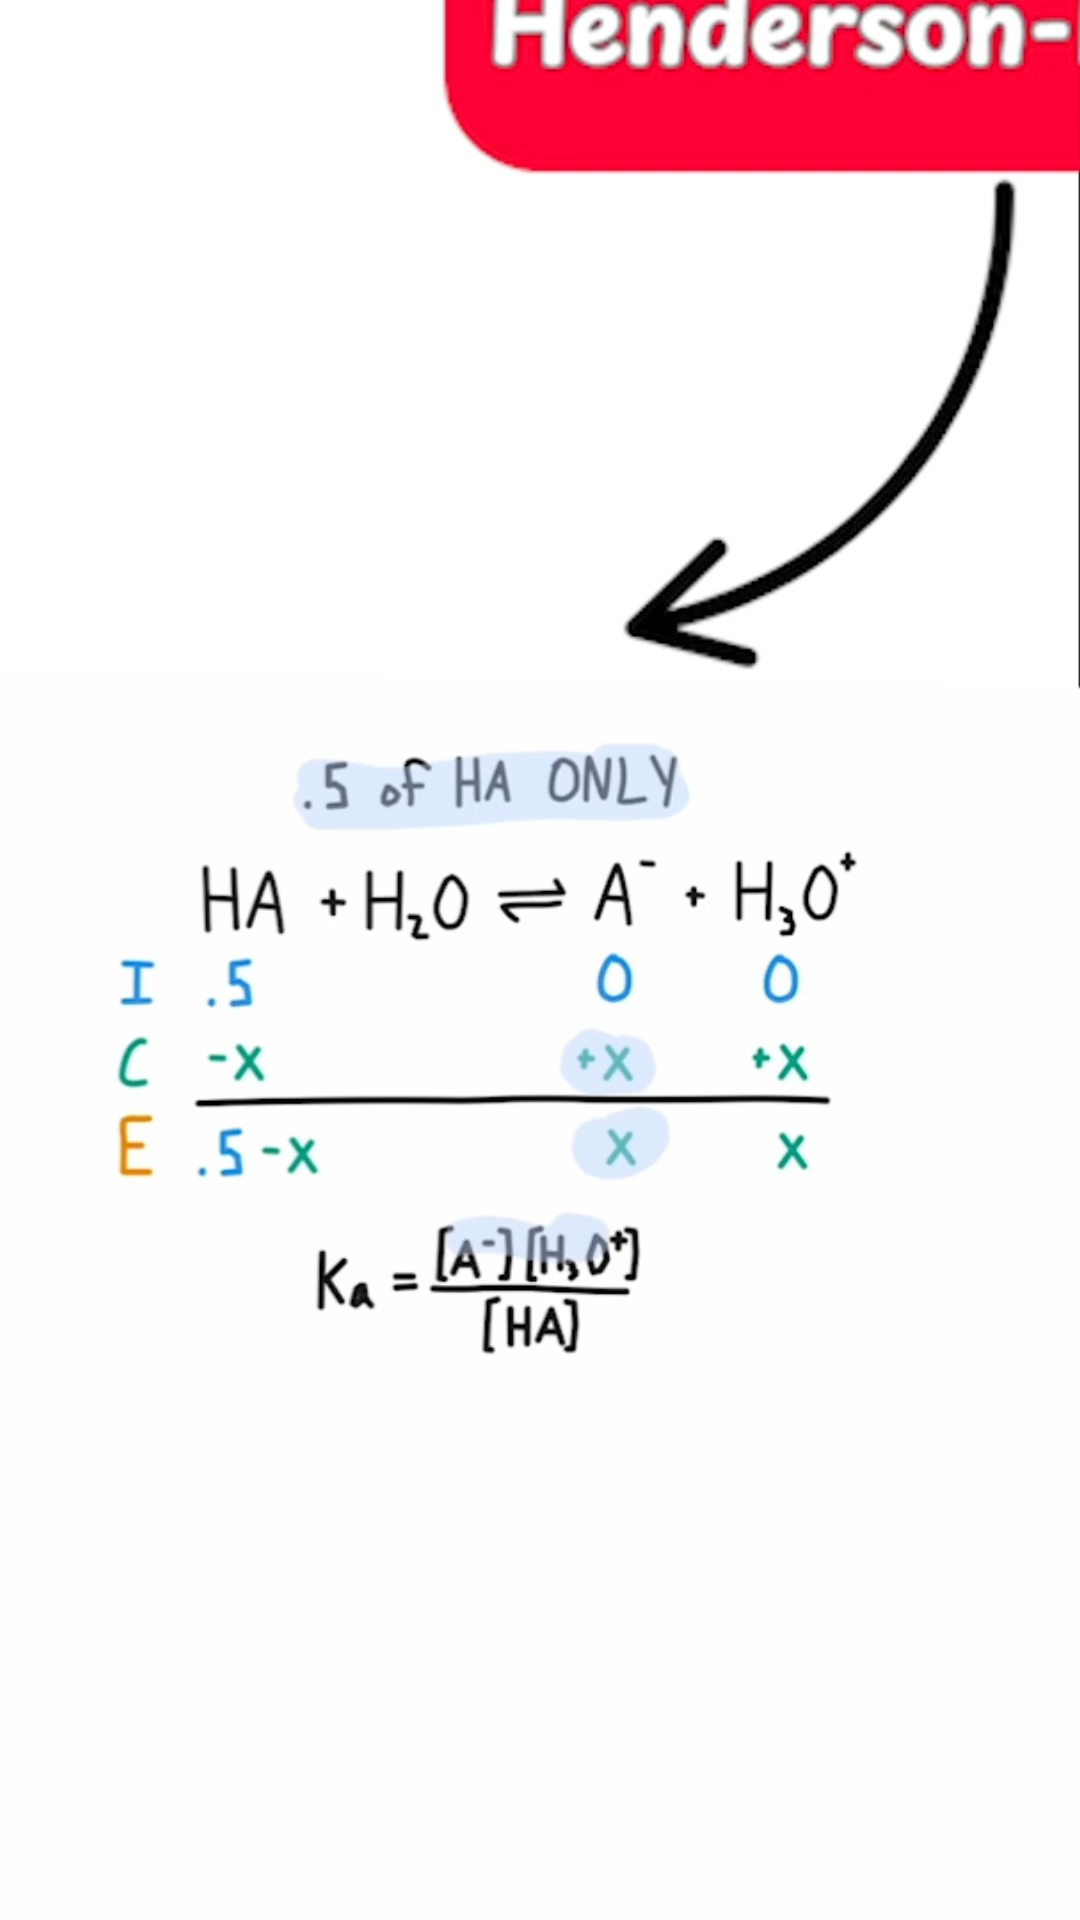 Henderson-
.5 of HA ONLY
HA + H₂O ⇌ A⁻ + H₃O⁺
I .5 0 0
C -x +x +x
E .5-x x x
Ka = [A⁻][H₃O⁺]
[HA]